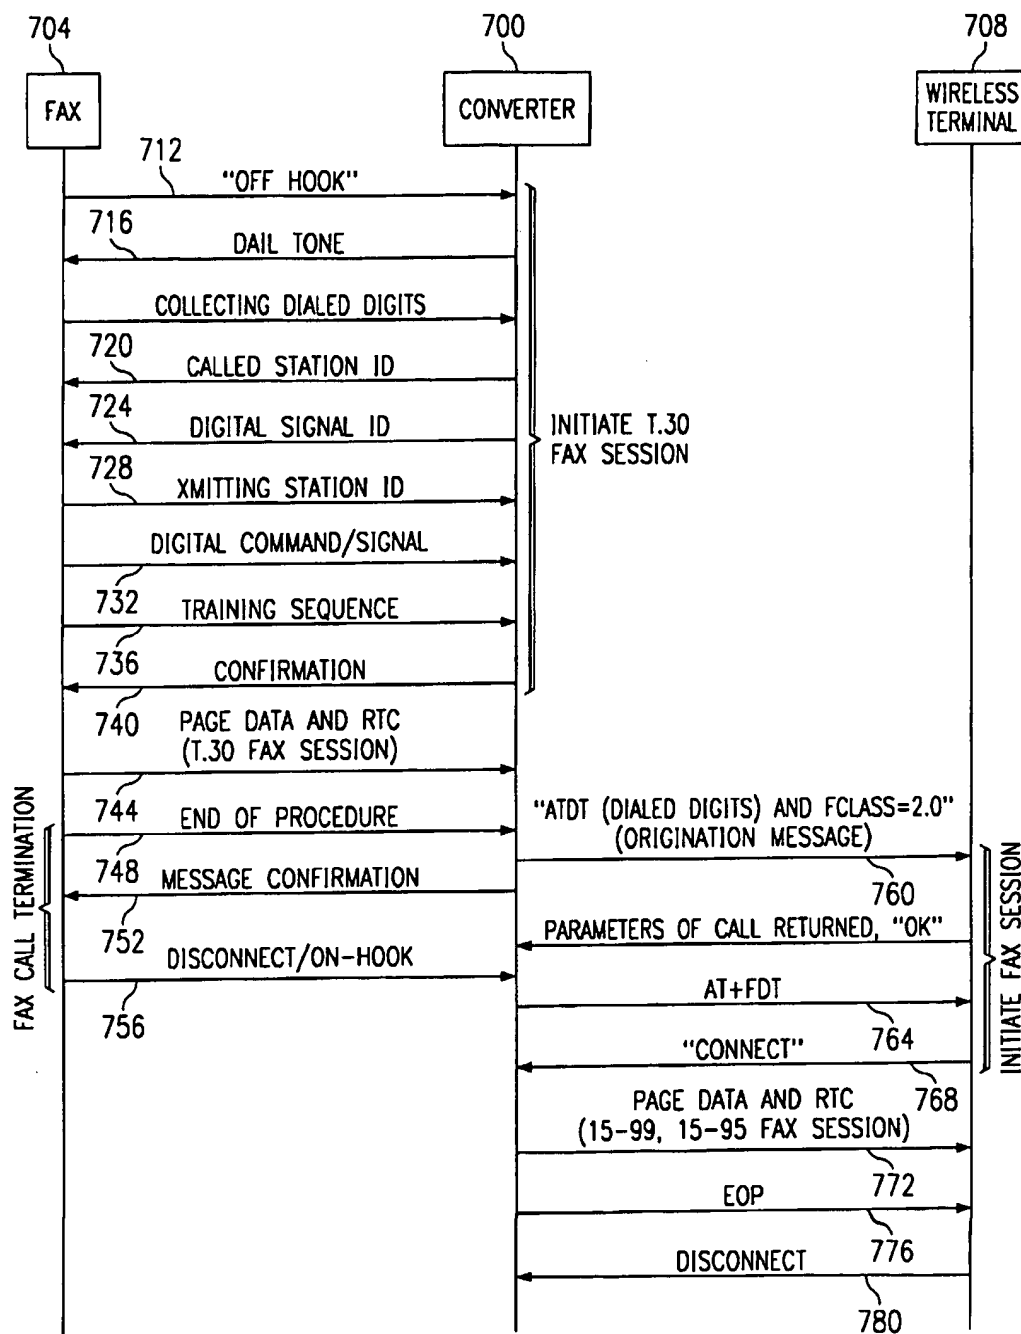 704
700
708
FAX
CONVERTER
WIRELESS
TERMINAL
712
"OFF HOOK"
716
DAIL TONE
COLLECTING DIALED DIGITS
720
CALLED STATION ID
724
DIGITAL SIGNAL ID
INITIATE T.30
FAX SESSION
728
XMITTING STATION ID
DIGITAL COMMAND/SIGNAL
732
TRAINING SEQUENCE
736
CONFIRMATION
740
PAGE DATA AND RTC
(T.30 FAX SESSION)
744
END OF PROCEDURE
"ATDT (DIALED DIGITS) AND FCLASS=2.0"
(ORIGINATION MESSAGE)
748
MESSAGE CONFIRMATION
760
752
PARAMETERS OF CALL RETURNED, "OK"
DISCONNECT/ON-HOOK
756
AT+FDT
764
"CONNECT"
768
FAX CALL TERMINATION
INITIATE FAX SESSION
PAGE DATA AND RTC
(15-99, 15-95 FAX SESSION)
772
EOP
776
DISCONNECT
780